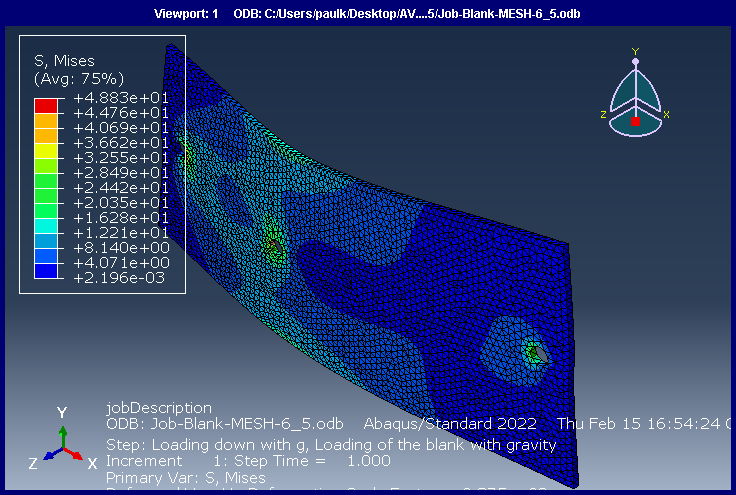 Viewport: 1 ODB: C:/Users/paulk/Desktop/AV....5/Job-Blank-MESH-6_5.odb
S, Mises
(Avg: 75%)
+4.883e+01
+4.476e+01
+4.069e+01
+3.662e+01
+3.255e+01
+2.849e+01
+2.442e+01
+2.035e+01
+1.628e+01
+1.221e+01
+8.140e+00
+4.071e+00
+2.196e-03
Y
Z X
Y
Z X
jobDescription
ODB: Job-Blank-MESH-6_5.odb Abaqus/Standard 2022 Thu Feb 15 16:54:24
Step: Loading down with g, Loading of the blank with gravity
Increment 1: Step Time = 1.000
Primary Var: S, Mises